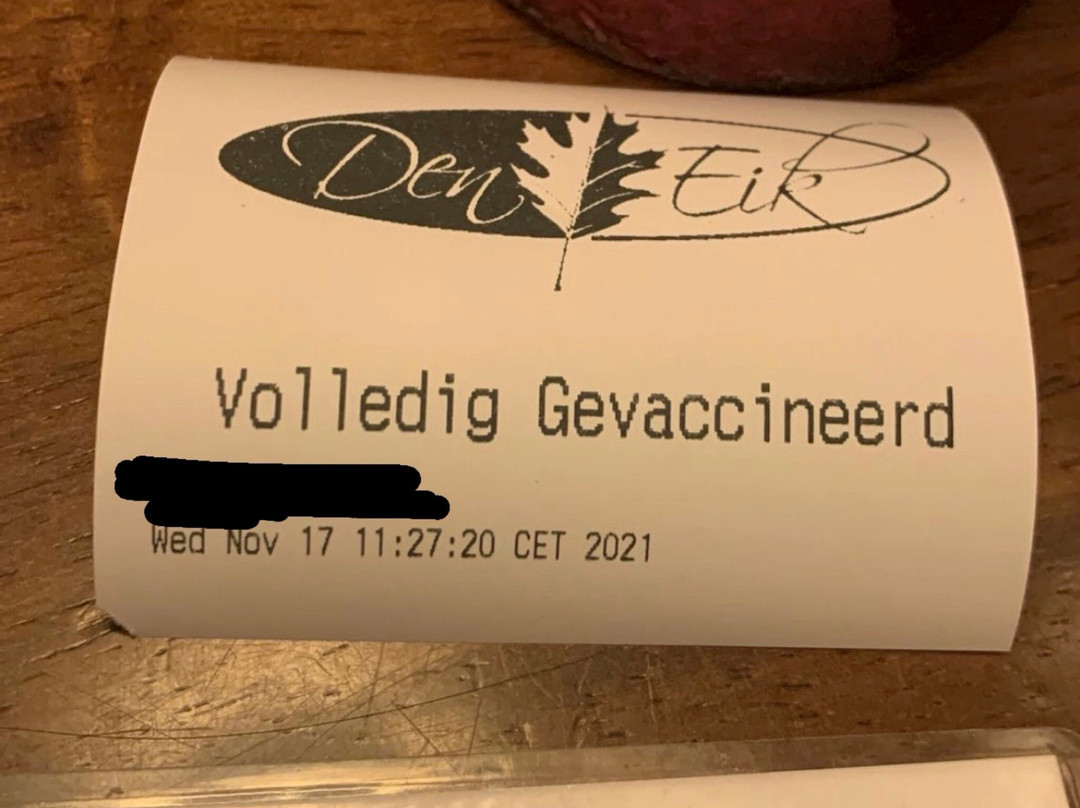 Den Eik
Volledig Gevaccineerd
Wed Nov 17 11:27:20 CET 2021